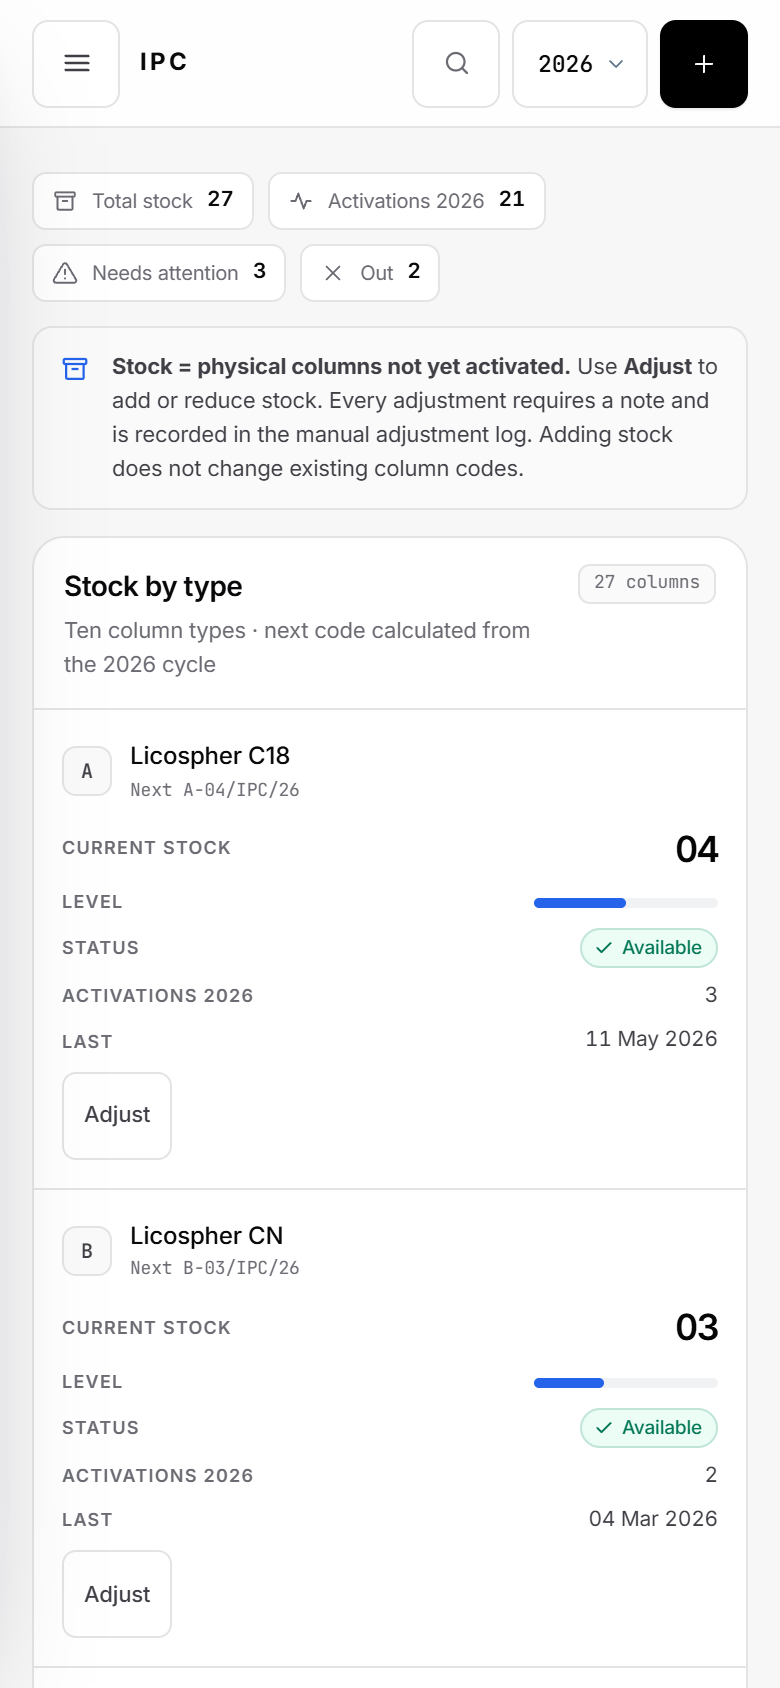 IPC
2026
Total stock 27
Activations 2026 21
Needs attention 3
Out 2
Stock = physical columns not yet activated. Use Adjust to
add or reduce stock. Every adjustment requires a note and
is recorded in the manual adjustment log. Adding stock
does not change existing column codes.
Stock by type
27 columns
Ten column types · next code calculated from
the 2026 cycle
A
Licospher C18
Next A-04/IPC/26
CURRENT STOCK 04
LEVEL
STATUS Available
ACTIVATIONS 2026 3
LAST 11 May 2026
Adjust
B
Licospher CN
Next B-03/IPC/26
CURRENT STOCK 03
LEVEL
STATUS Available
ACTIVATIONS 2026 2
LAST 04 Mar 2026
Adjust